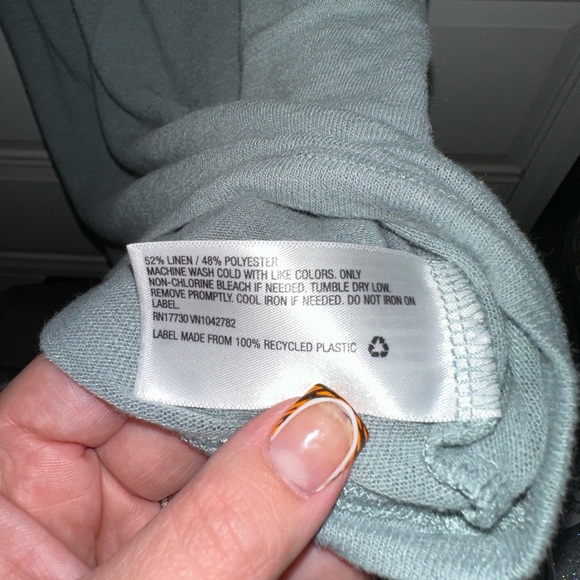 52% LINEN / 48% POLYESTER
MACHINE WASH COLD WITH LIKE COLORS. ONLY
NON-CHLORINE BLEACH IF NEEDED. TUMBLE DRY LOW.
REMOVE PROMPTLY. COOL IRON IF NEEDED. DO NOT IRON ON
LABEL.
RN17730 VN1042782
LABEL MADE FROM 100% RECYCLED PLASTIC